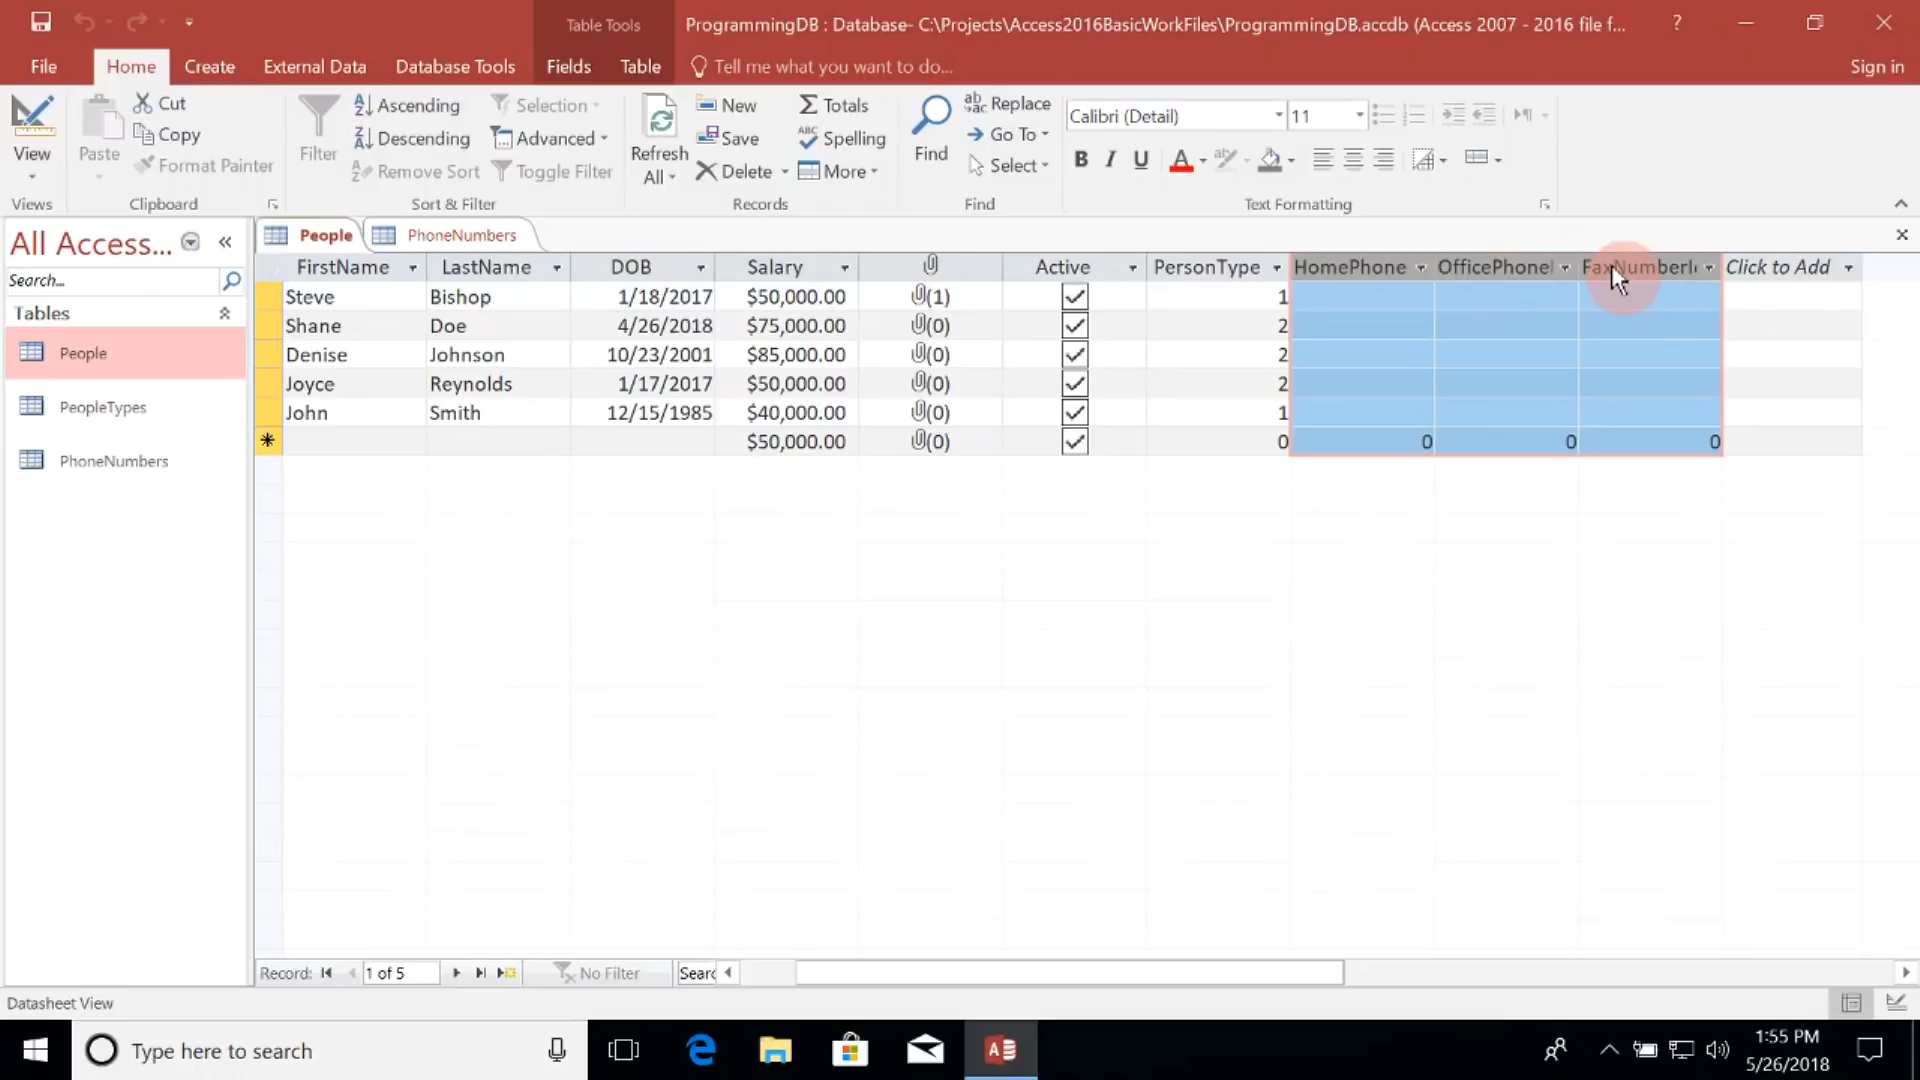 Table Tools
ProgrammingDB : Database- C:\Projects\Access2016BasicWorkFiles\ProgrammingDB.accdb (Access 2007 - 2016 file f...
?
File Home Create External Data Database Tools Fields Table Tell me what you want to do... Sign in
View
Paste
Cut
Copy
Format Painter
Filter
Ascending
Descending
Remove Sort
Selection
Advanced
Toggle Filter
Refresh
All
New
Save
Delete
Totals
Spelling
More
Find
Replace
Go To
Select
Calibri (Detail) 11
B I U A
Views Clipboard Sort & Filter Records Find Text Formatting
All Access...
Search...
Tables
People
PeopleTypes
PhoneNumbers
People PhoneNumbers
FirstName LastName DOB Salary Active PersonType HomePhone OfficePhone FaxNumberI Click to Add
Steve Bishop 1/18/2017 $50,000.00 (1) 1
Shane Doe 4/26/2018 $75,000.00 (0) 2
Denise Johnson 10/23/2001 $85,000.00 (0) 2
Joyce Reynolds 1/17/2017 $50,000.00 (0) 2
John Smith 12/15/1985 $40,000.00 (0) 1
* $50,000.00 (0) 0 0 0 0
Record: 1 of 5 No Filter Searc
Datasheet View
Type here to search
1:55 PM
5/26/2018